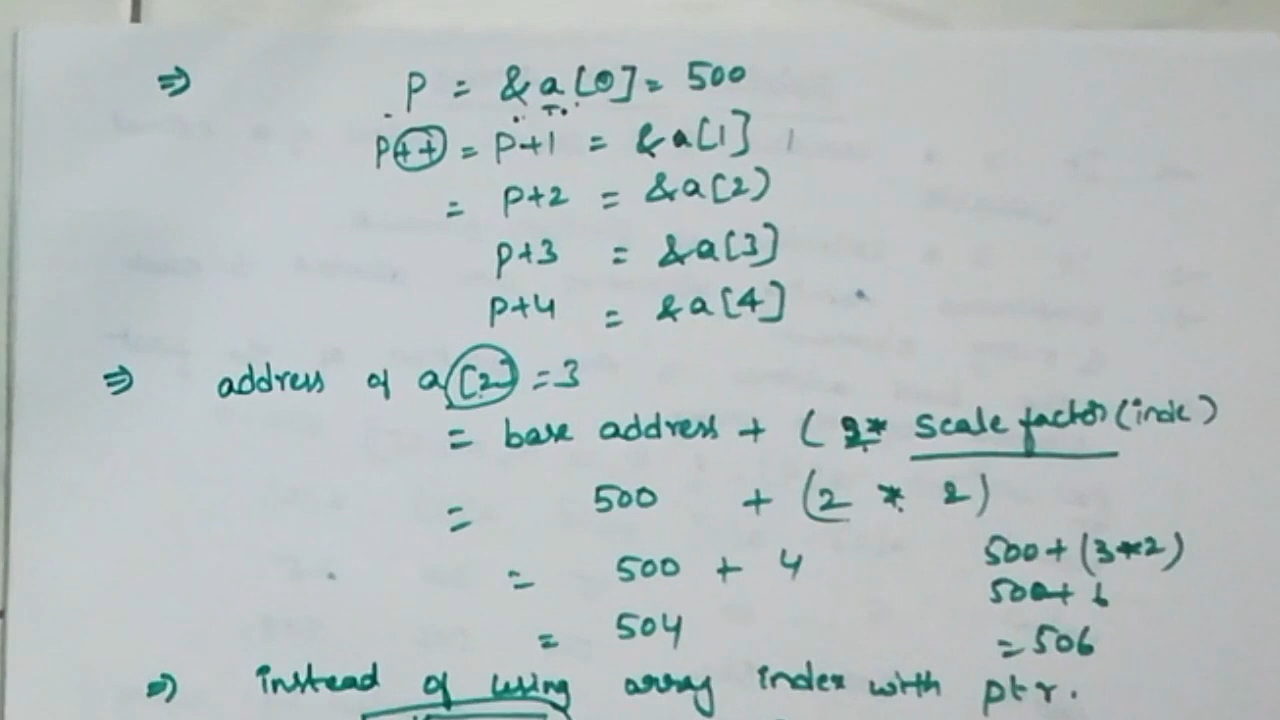 ⇒ P = & a[0] = 500
P++ = P+1 = &a[1]
= P+2 = &a[2]
P+3 = &a[3]
P+4 = &a[4]
⇒ address of a[2] = 3
= base address + ( 2* scale factor (inde)
= 500 + (2 * 2)
= 500 + 4
= 504
500 + (3*2)
500+ 6
= 506
⇒ instead of using array index with ptr.